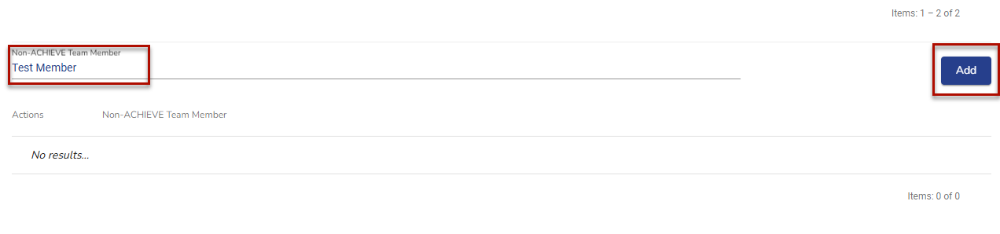 Items: 1 – 2 of 2
Non-ACHIEVE Team Member
Test Member
Add
Actions Non-ACHIEVE Team Member
No results...
Items: 0 of 0